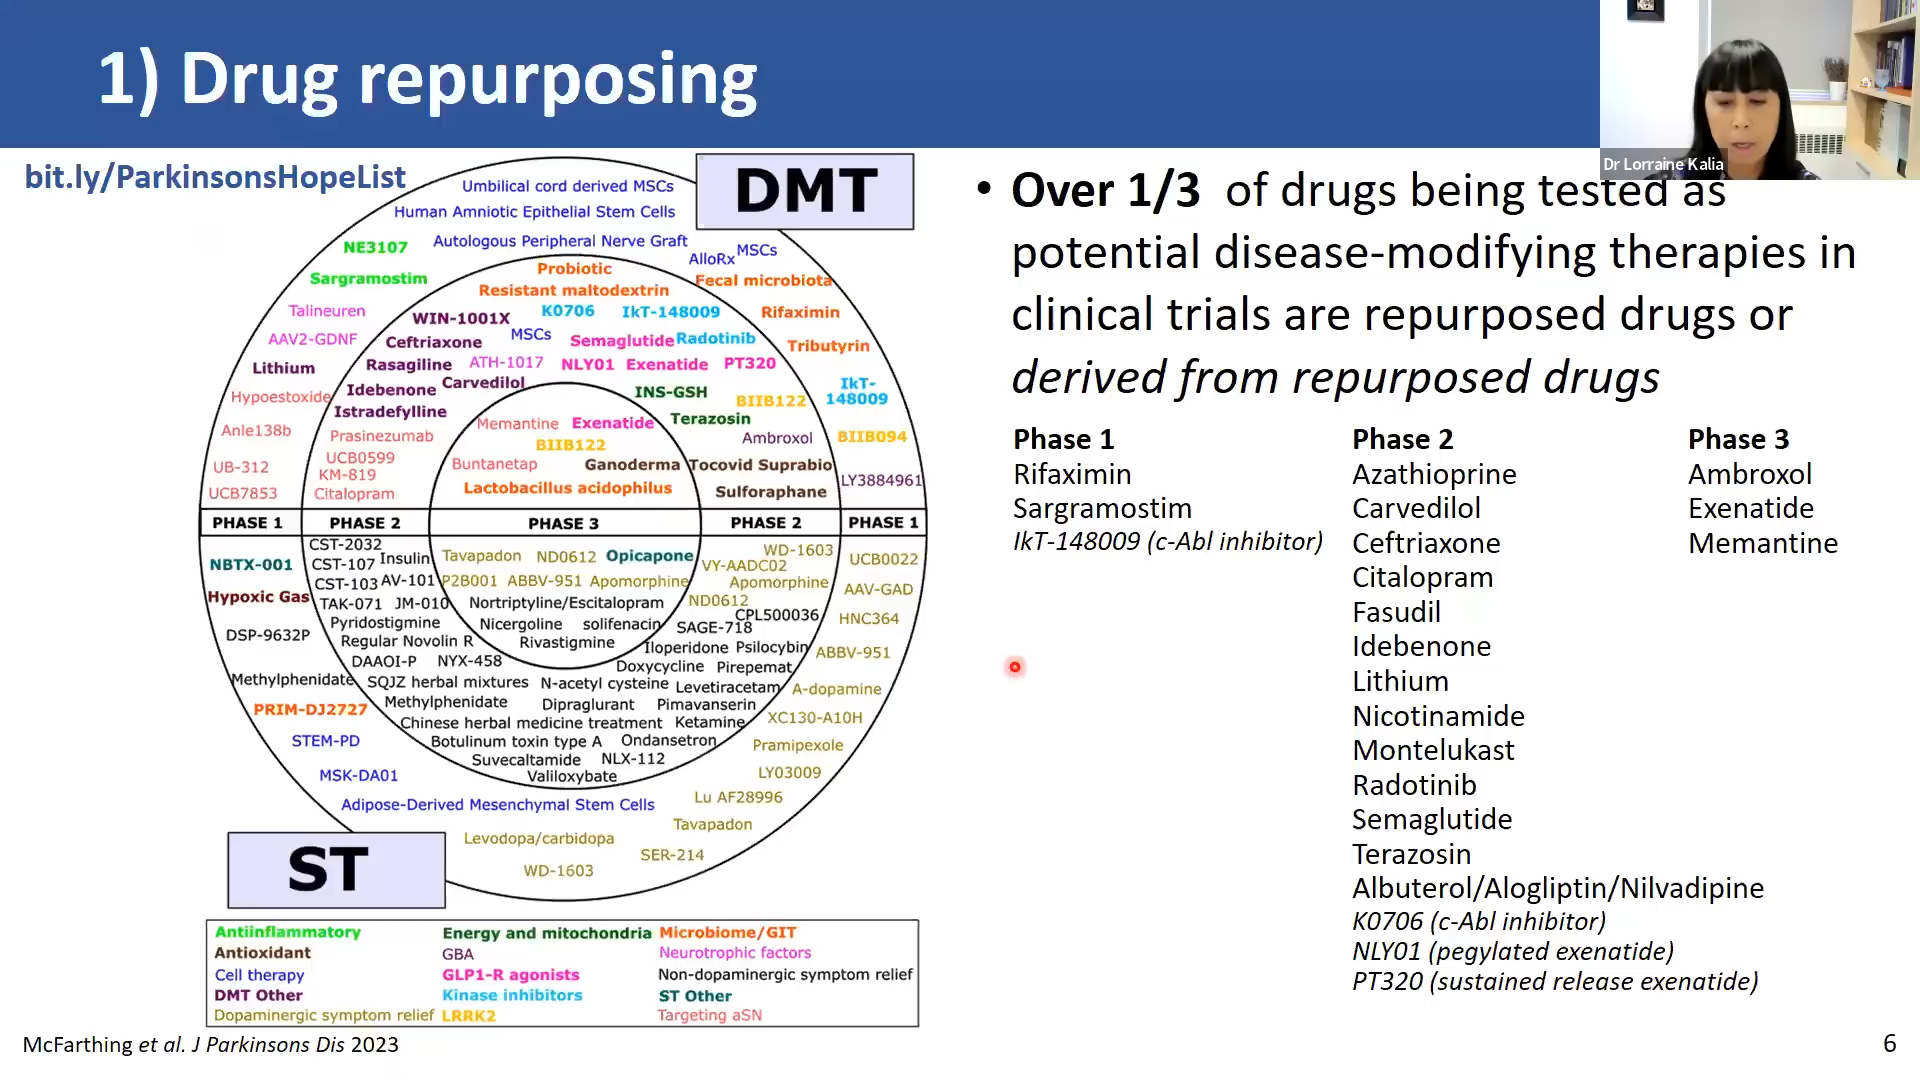 1) Drug repurposing
Dr Lorraine Kalia
bit.ly/ParkinsonsHopeList
DMT
Umbilical cord derived MSCs
Human Amniotic Epithelial Stem Cells
NE3107
Autologous Peripheral Nerve Graft
AlloRx
MSCs
Sargramostim
Probiotic
Fecal microbiota
Resistant maltodextrin
Talineuren
WIN-1001X
K0706
IkT-148009
Rifaximin
AAV2-GDNF
Ceftriaxone
MSCs
Semaglutide
Radotinib
Tributyrin
Lithium
Rasagiline
ATH-1017
NLY01
Exenatide
PT320
Hypoestoxide
Idebenone
Carvedilol
INS-GSH
BIIB122
IkT-
148009
Istradefylline
Memantine
Exenatide
Terazosin
Anle138b
Prasinezumab
BIIB122
Ambroxol
BIIB094
UB-312
UCB0599
KM-819
Buntanetap
Ganoderma
Tocovid Suprabio
LY3884961
UCB7853
Citalopram
Lactobacillus acidophilus
Sulforaphane
PHASE 1
PHASE 2
PHASE 3
PHASE 2
PHASE 1
NBTX-001
CST-2032
CST-107
Insulin
Tavapadon
ND0612
Opicapone
WD-1603
VY-AADC02
UCB0022
Hypoxic Gas
CST-103
AV-101
P2B001
ABBV-951
Apomorphine
Apomorphine
AAV-GAD
TAK-071
JM-010
Nortriptyline/Escitalopram
ND0612
DSP-9632P
Pyridostigmine
Nicergoline
solifenacin
SAGE-718
CPL500036
HNC364
Regular Novolin R
Rivastigmine
Iloperidone
Psilocybin
ABBV-951
DAAOI-P
NYX-458
Doxycycline
Pirepemat
Methylphenidate
SQJZ herbal mixtures
N-acetyl cysteine
Levetiracetam
A-dopamine
PRIM-DJ2727
Methylphenidate
Dipraglurant
Pimavanserin
XC130-A10H
Chinese herbal medicine treatment
Ketamine
STEM-PD
Botulinum toxin type A
Ondansetron
Pramipexole
Suvecaltamide
NLX-112
MSK-DA01
Valiloxybate
LY03009
Adipose-Derived Mesenchymal Stem Cells
Lu AF28996
Levodopa/carbidopa
Tavapadon
WD-1603
SER-214
ST
Antiinflammatory
Energy and mitochondria
Microbiome/GIT
Antioxidant
GBA
Neurotrophic factors
Cell therapy
GLP1-R agonists
Non-dopaminergic symptom relief
DMT Other
Kinase inhibitors
ST Other
Dopaminergic symptom relief
LRRK2
Targeting aSN
McFarthing et al. J Parkinsons Dis 2023
• Over 1/3 of drugs being tested as
potential disease-modifying therapies in
clinical trials are repurposed drugs or
derived from repurposed drugs
Phase 1
Rifaximin
Sargramostim
IkT-148009 (c-Abl inhibitor)
Phase 2
Azathioprine
Carvedilol
Ceftriaxone
Citalopram
Fasudil
Idebenone
Lithium
Nicotinamide
Montelukast
Radotinib
Semaglutide
Terazosin
Albuterol/Alogliptin/Nilvadipine
K0706 (c-Abl inhibitor)
NLY01 (pegylated exenatide)
PT320 (sustained release exenatide)
Phase 3
Ambroxol
Exenatide
Memantine
6